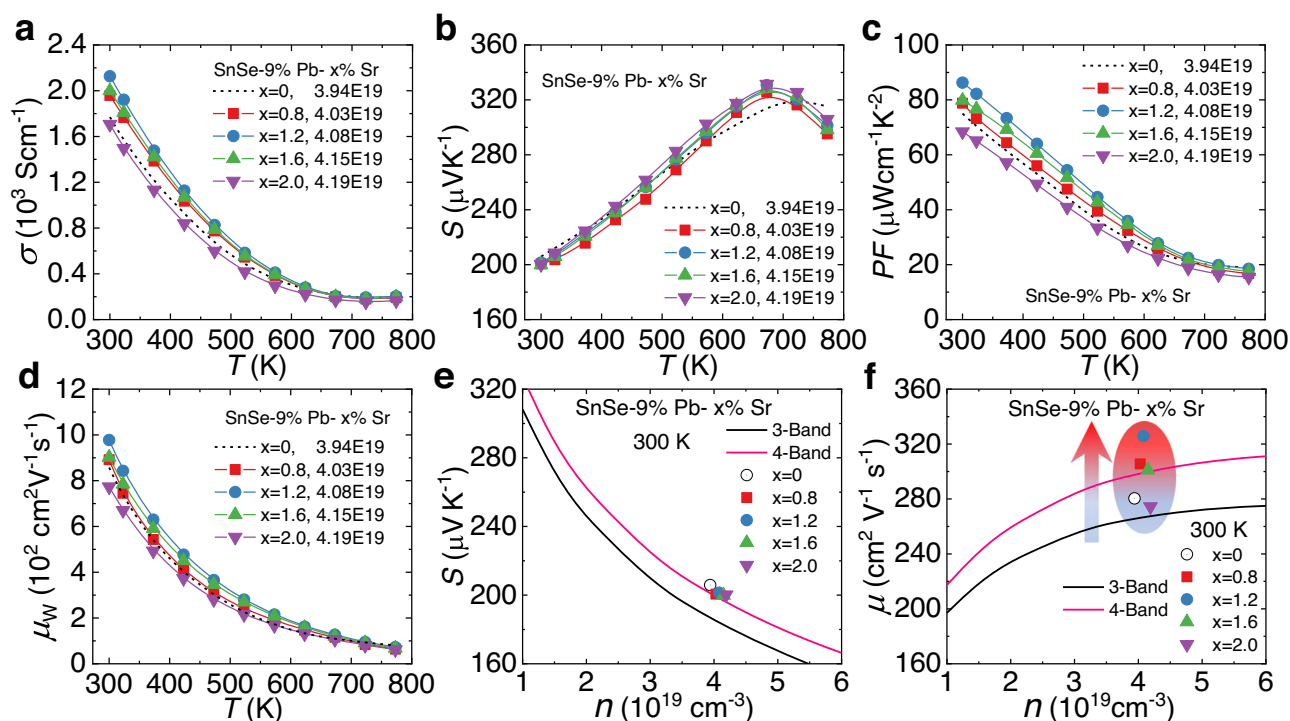 a
2.4
2.0
1.6
1.2
0.8
0.4
0.0
σ (10³ Scm⁻¹)
SnSe-9% Pb- x% Sr
x=0, 3.94E19
x=0.8, 4.03E19
x=1.2, 4.08E19
x=1.6, 4.15E19
x=2.0, 4.19E19
300 400 500 600 700 800
T (K)
b
360
320
280
240
200
160
S (μVK⁻¹)
SnSe-9% Pb- x% Sr
x=0, 3.94E19
x=0.8, 4.03E19
x=1.2, 4.08E19
x=1.6, 4.15E19
x=2.0, 4.19E19
300 400 500 600 700 800
T (K)
c
100
80
60
40
20
0
PF (μWcm⁻¹K⁻²)
x=0, 3.94E19
x=0.8, 4.03E19
x=1.2, 4.08E19
x=1.6, 4.15E19
x=2.0, 4.19E19
SnSe-9% Pb- x% Sr
300 400 500 600 700 800
T (K)
d
12
10
8
6
4
2
0
μW (10² cm²V⁻¹s⁻¹)
SnSe-9% Pb- x% Sr
x=0, 3.94E19
x=0.8, 4.03E19
x=1.2, 4.08E19
x=1.6, 4.15E19
x=2.0, 4.19E19
300 400 500 600 700 800
T (K)
e
320
280
240
200
160
S (μVK⁻¹)
SnSe-9% Pb- x% Sr
300 K
3-Band
4-Band
x=0
x=0.8
x=1.2
x=1.6
x=2.0
1 2 3 4 5 6
n (10¹⁹ cm⁻³)
f
360
320
280
240
200
160
μ (cm² V⁻¹ s⁻¹)
SnSe-9% Pb- x% Sr
300 K
x=0
x=0.8
x=1.2
x=1.6
x=2.0
3-Band
4-Band
1 2 3 4 5 6
n (10¹⁹cm⁻³)